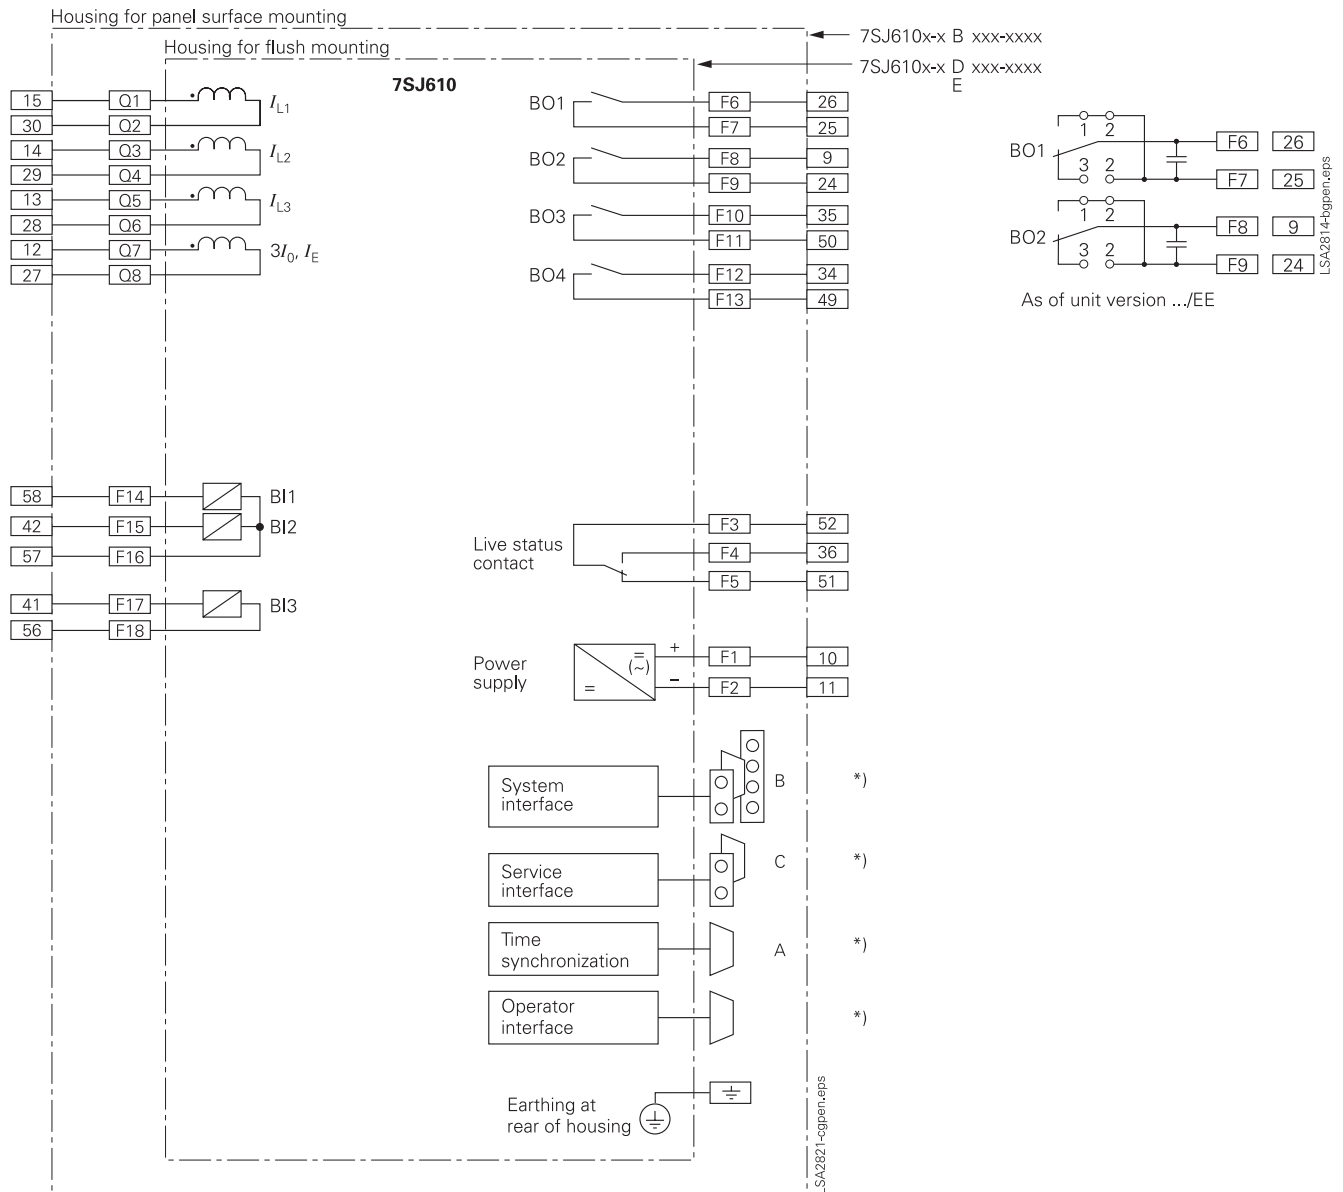 Housing for panel surface mounting
7SJ610x-x B xxx-xxxx
Housing for flush mounting
7SJ610x-x D xxx-xxxx
E
7SJ610
15 Q1 I L1
30 Q2
14 Q3 I L2
29 Q4
13 Q5 I L3
28 Q6
12 Q7 3I0, IE
27 Q8
BO1 F6 26
F7 25
BO2 F8 9
F9 24
BO3 F10 35
F11 50
BO4 F12 34
F13 49
1 2
BO1 F6 26
3 2
F7 25
1 2
BO2 F8 9
3 2
F9 24
As of unit version .../EE
LSA2814-bgpen.eps
58 F14 BI1
42 F15 BI2
57 F16
41 F17 BI3
56 F18
Live status
contact
F3 52
F4 36
F5 51
Power
supply
= (~) =
+ F1 10
− F2 11
System
interface
B *)
Service
interface
C *)
Time
synchronization
A *)
Operator
interface
*)
Earthing at
rear of housing
LSA2821-cgpen.eps